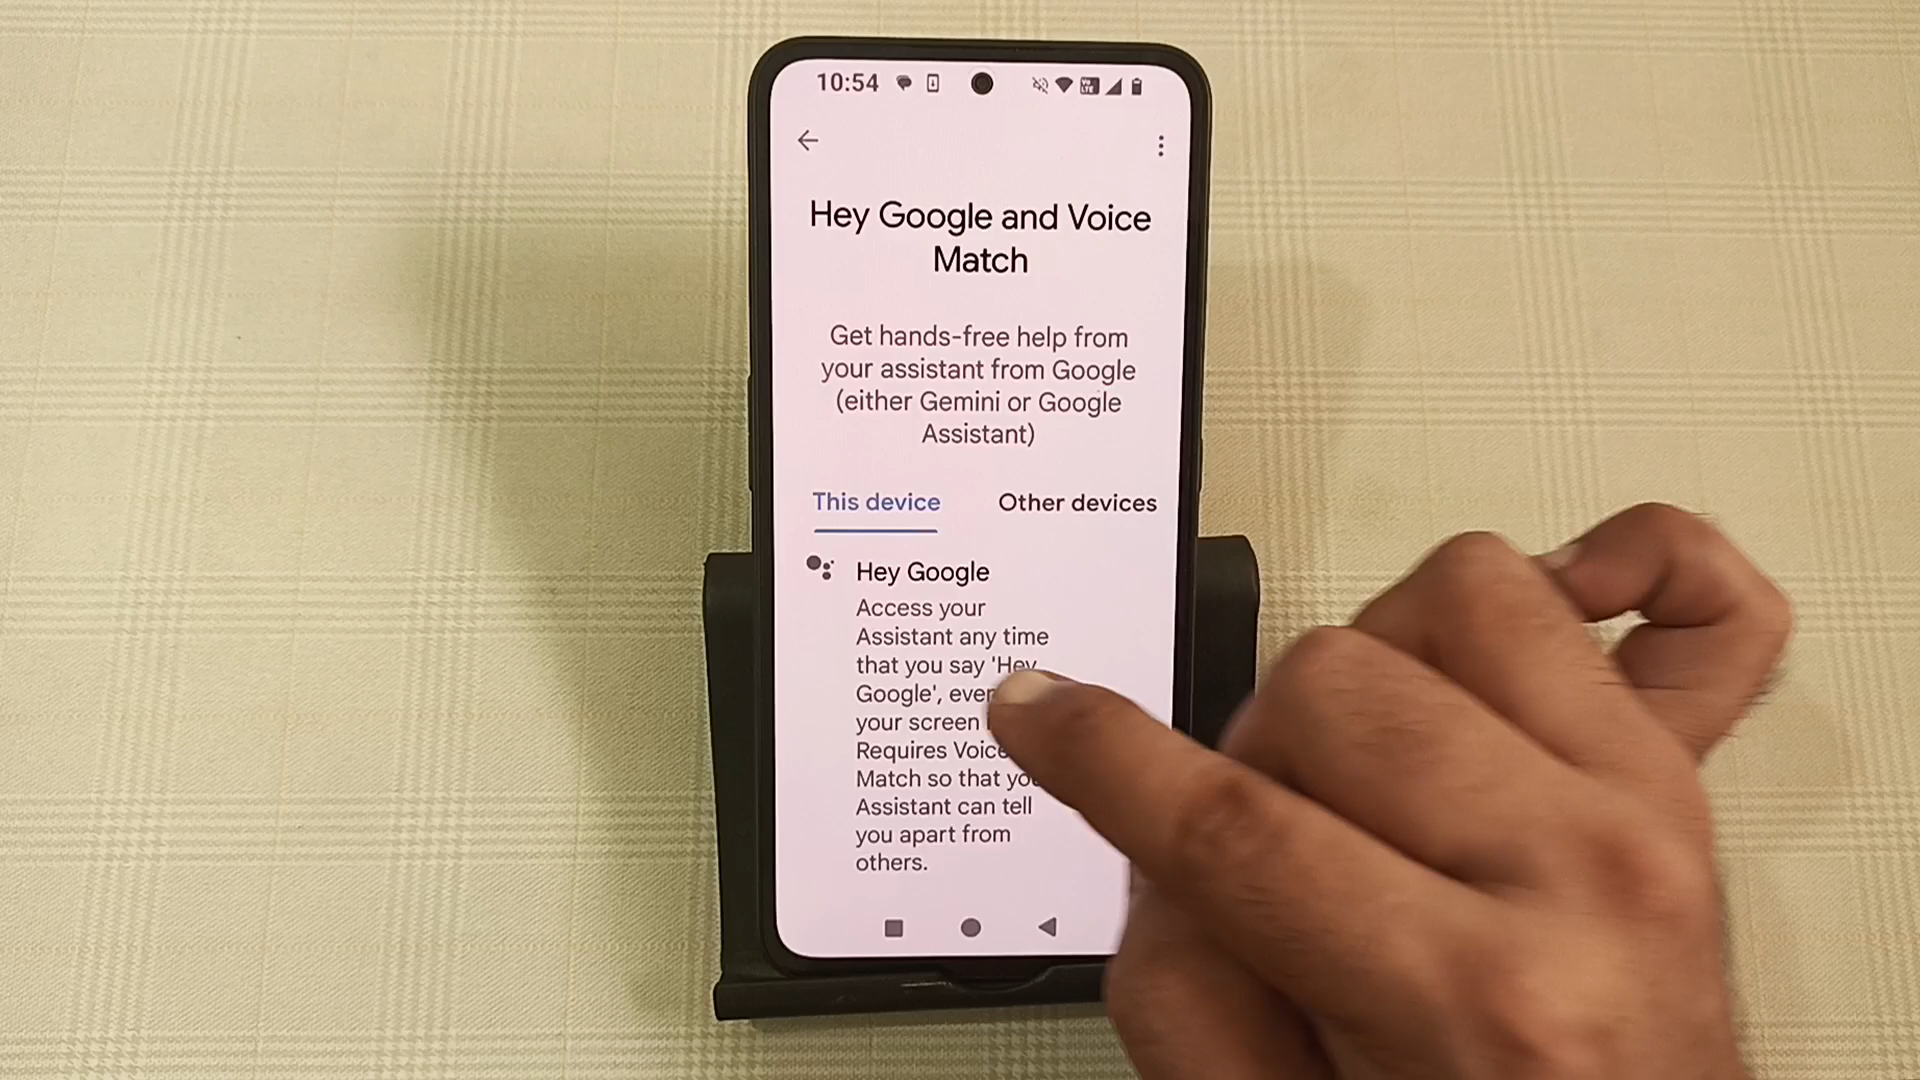 10:54
Hey Google and Voice
Match
Get hands-free help from
your assistant from Google
(either Gemini or Google
Assistant)
This device Other devices
Hey Google
Access your
Assistant any time
that you say 'Hey
Google', even
your screen
Requires Voice
Match so that
Assistant can tell
you apart from
others.